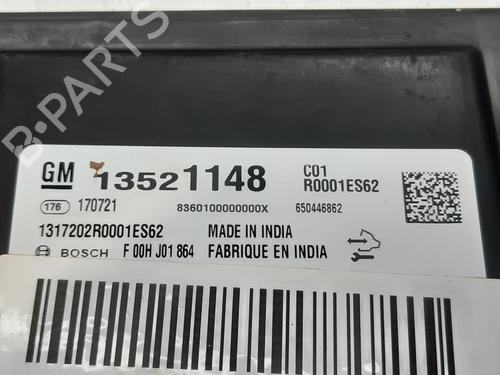 B-PARTS
GM 13521148
C01
R0001ES62
176 170721
8360100000000X
650446862
1317202R0001ES62
MADE IN INDIA
BOSCH F 00H J01 864
FABRIQUE EN INDIA